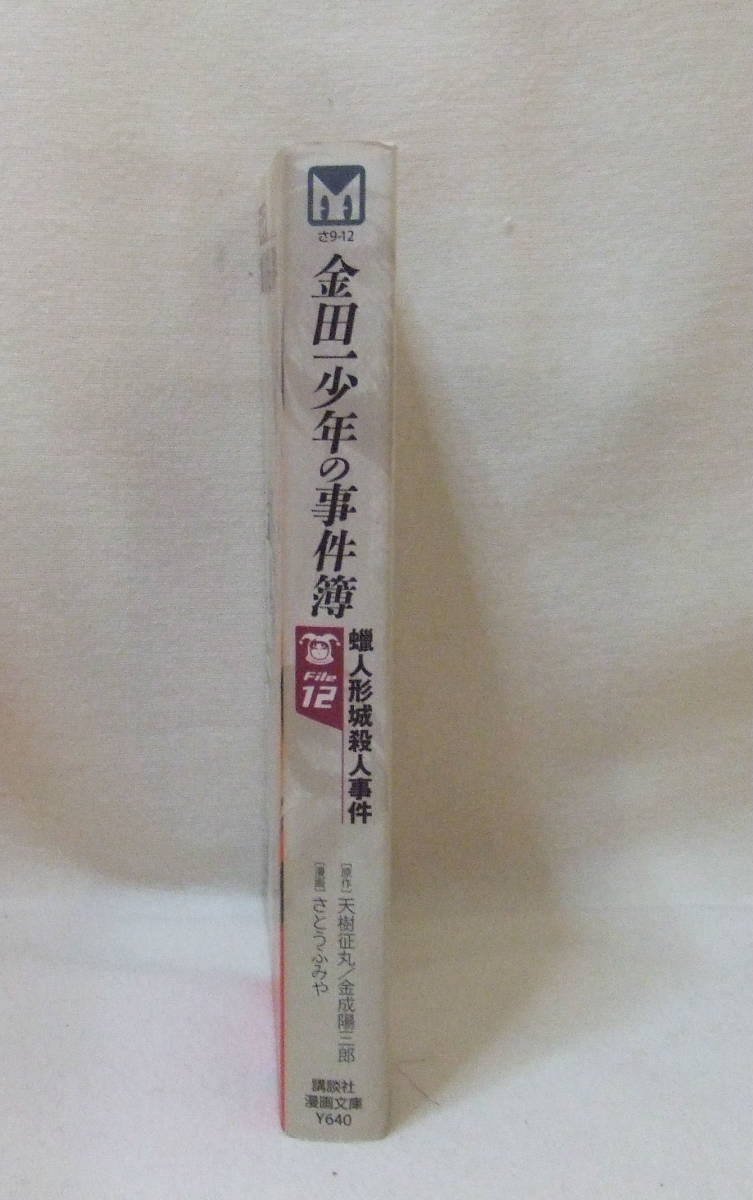 さ9-12
金田一少年の事件簿
蠟人形城殺人事件
File
12
[原作] 天樹征丸/金成陽三郎
[漫画] さとうふみや
講談社
漫画文庫
Y640